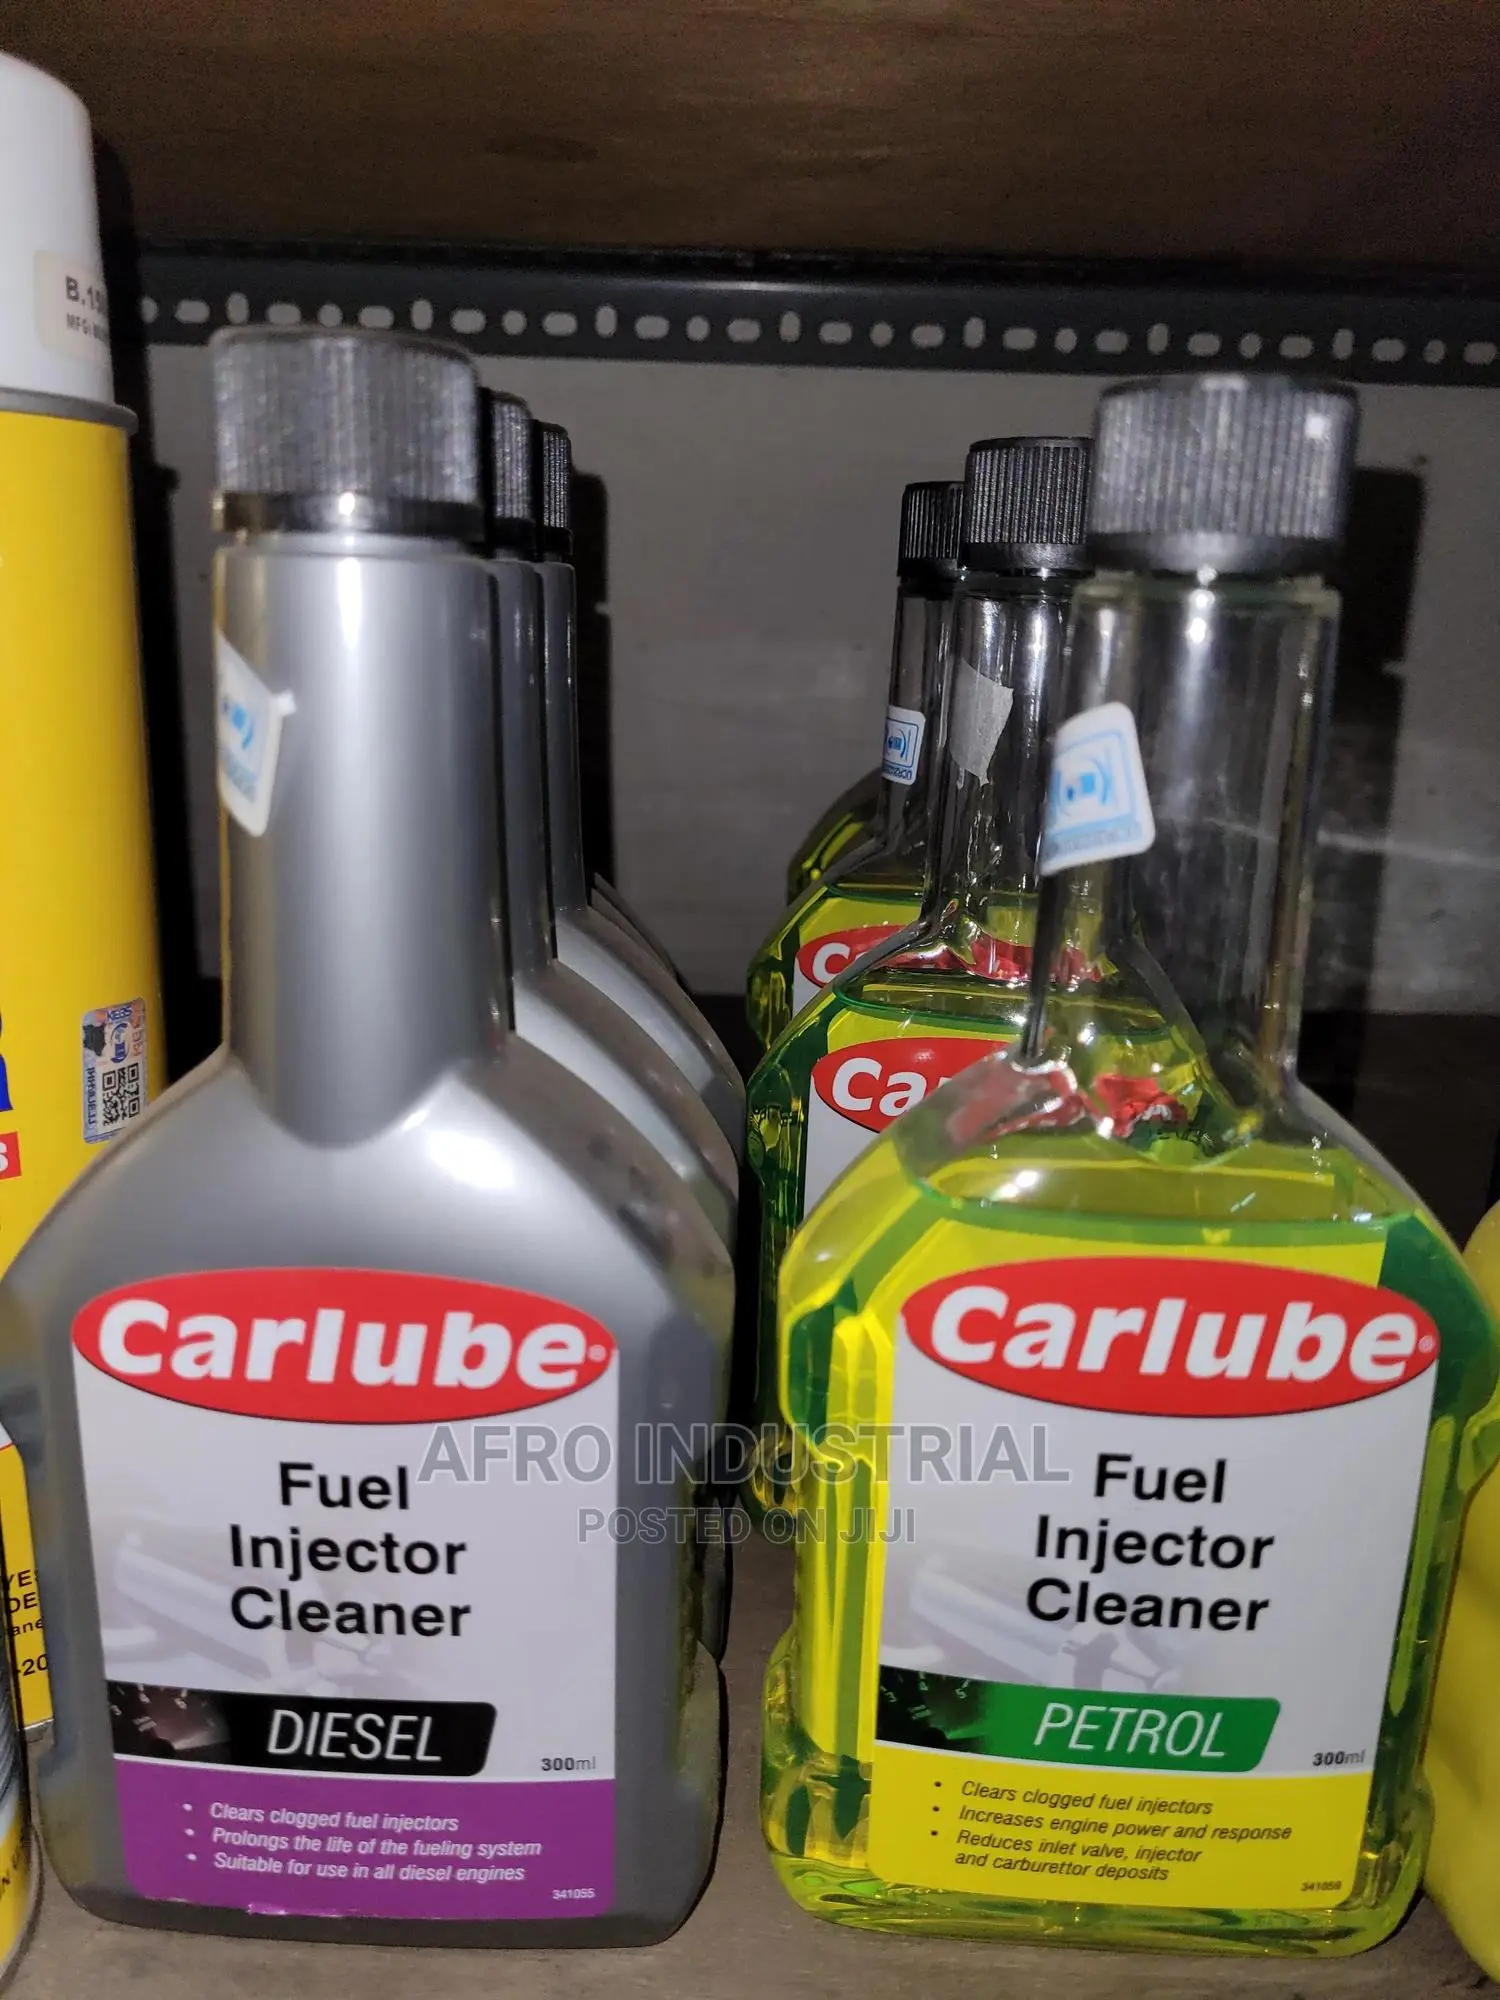 Carlube
Fuel
Injector
Cleaner
DIESEL
300ml
• Clears clogged fuel injectors
• Prolongs the life of the fueling system
• Suitable for use in all diesel engines
341055
Carlube
Fuel
Injector
Cleaner
PETROL
300ml
• Clears clogged fuel injectors
• Increases engine power and response
• Reduces inlet valve, injector
and carburettor deposits
341059
AFRO INDUSTRIAL
POSTED ON JIJI
KEBS